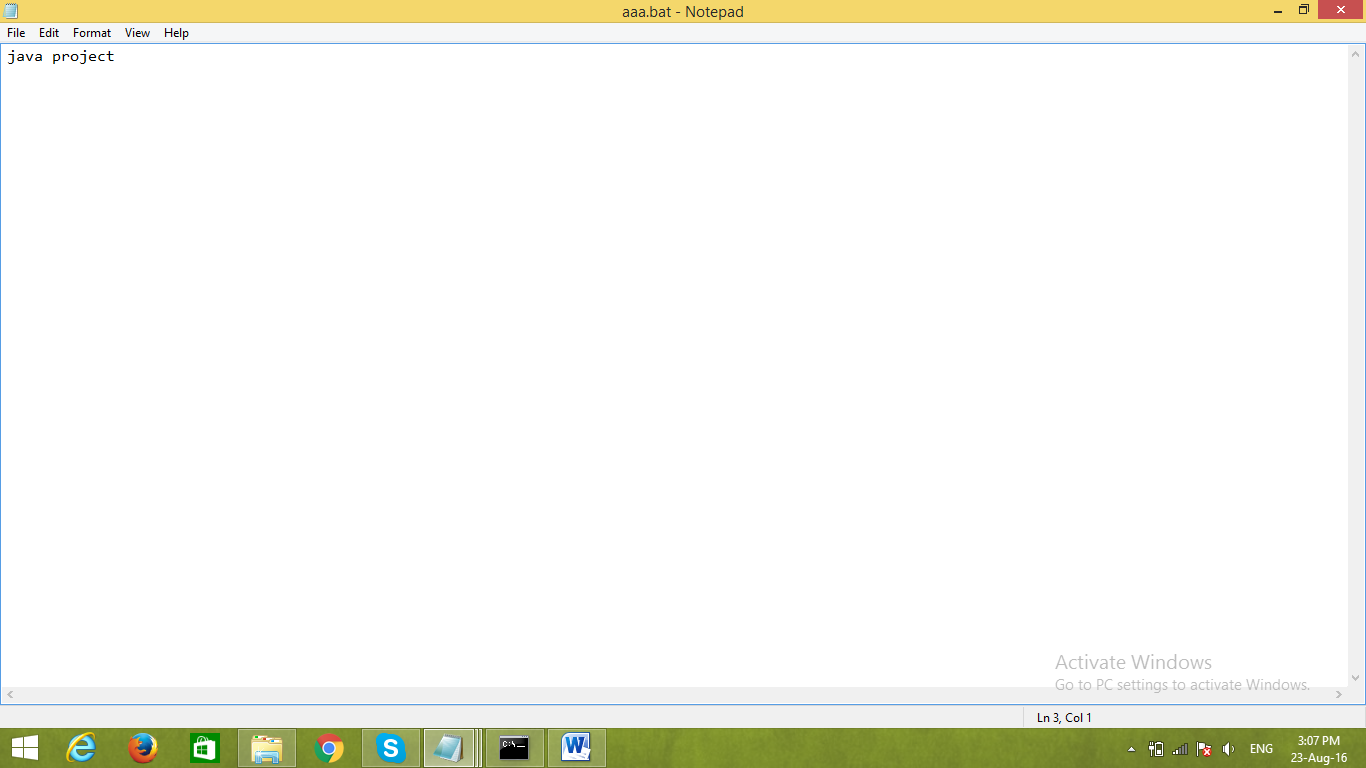 aaa.bat - Notepad
File Edit Format View Help
java project
Activate Windows
Go to PC settings to activate Windows.
Ln 3, Col 1
C:\_
ENG
3:07 PM
23-Aug-16